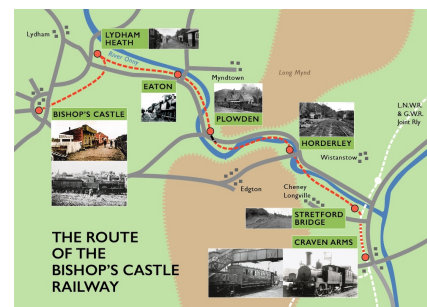 Lydham
LYDHAM
HEATH
River Onny
EATON
Myndtown
Long Mynd
BISHOP'S CASTLE
PLOWDEN
HORDERLEY
L.N.W.R.
& G.W.R.
Joint Rly
Wistanstow
Edgton
Cheney
Longville
STRETFORD
BRIDGE
CRAVEN ARMS
THE ROUTE
OF THE
BISHOP'S CASTLE
RAILWAY